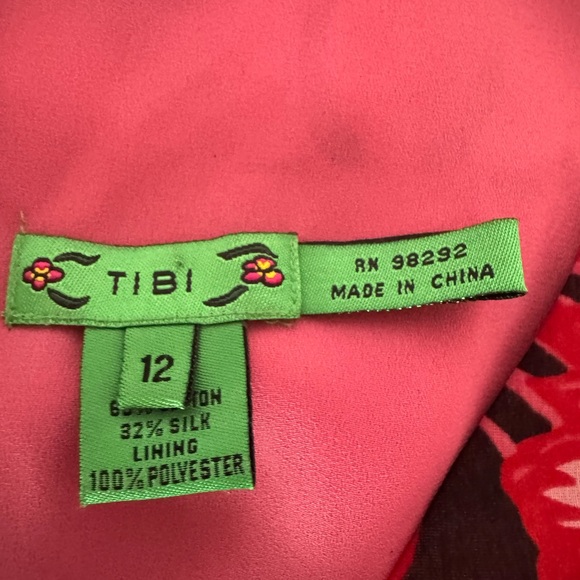 TIBI
RN 98292
MADE IN CHINA
12
32% SILK
LINING
100% POLYESTER